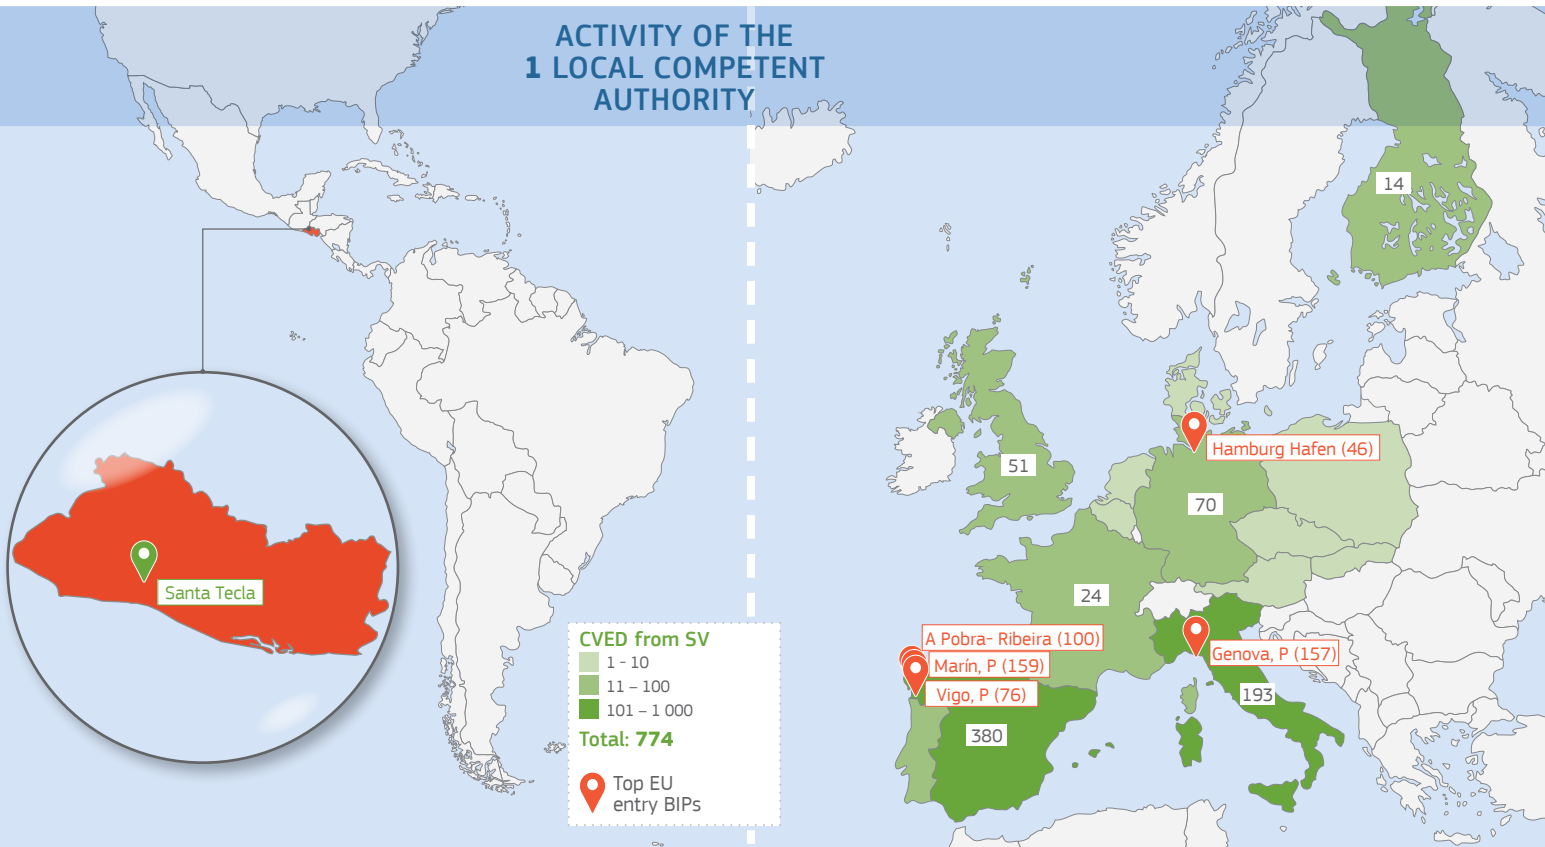 ACTIVITY OF THE
1 LOCAL COMPETENT
AUTHORITY
14
51
Hamburg Hafen (46)
70
24
Santa Tecla
A Pobra- Ribeira (100)
Marín, P (159)
Vigo, P (76)
Genova, P (157)
193
380
CVED from SV
1 - 10
11 – 100
101 – 1 000
Total: 774
Top EU
entry BIPs